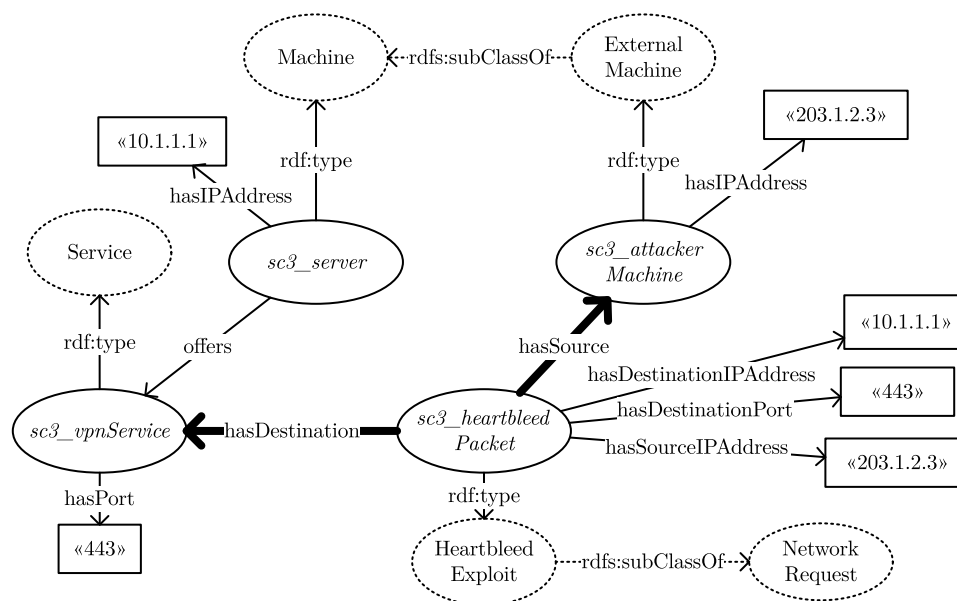 Machine
rdfs:subClassOf
External
Machine
«10.1.1.1»
«203.1.2.3»
rdf:type
rdf:type
hasIPAddress
hasIPAddress
Service
sc3_server
sc3_attacker
Machine
rdf:type
offers
hasSource
«10.1.1.1»
hasDestinationIPAddress
«443»
hasDestinationPort
sc3_vpnService
hasDestination
sc3_heartbleed
Packet
hasSourceIPAddress
«203.1.2.3»
hasPort
rdf:type
«443»
Heartbleed
Exploit
rdfs:subClassOf
Network
Request